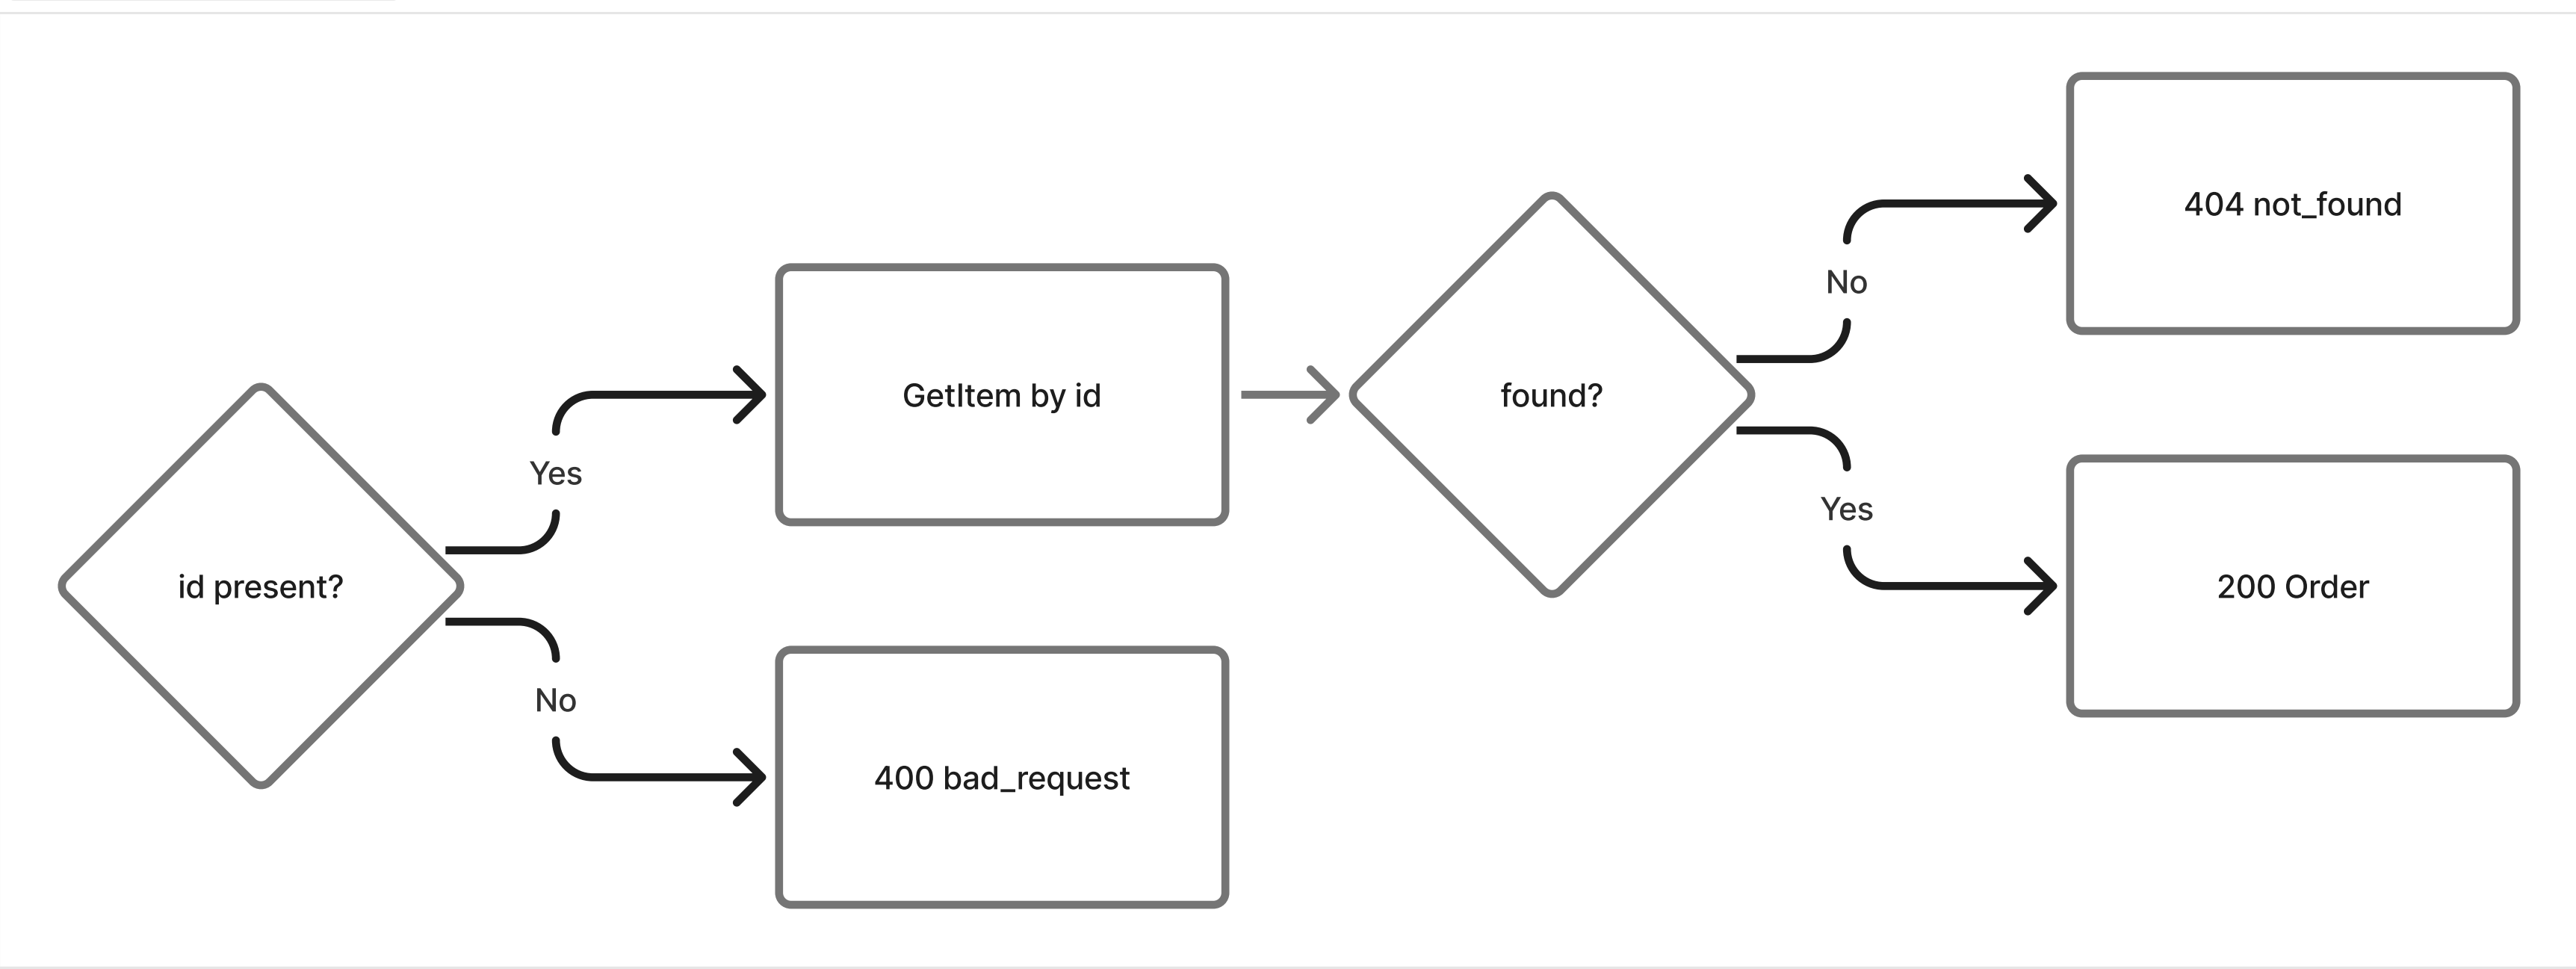 id present?
Yes
GetItem by id
No
400 bad_request
found?
No
404 not_found
Yes
200 Order